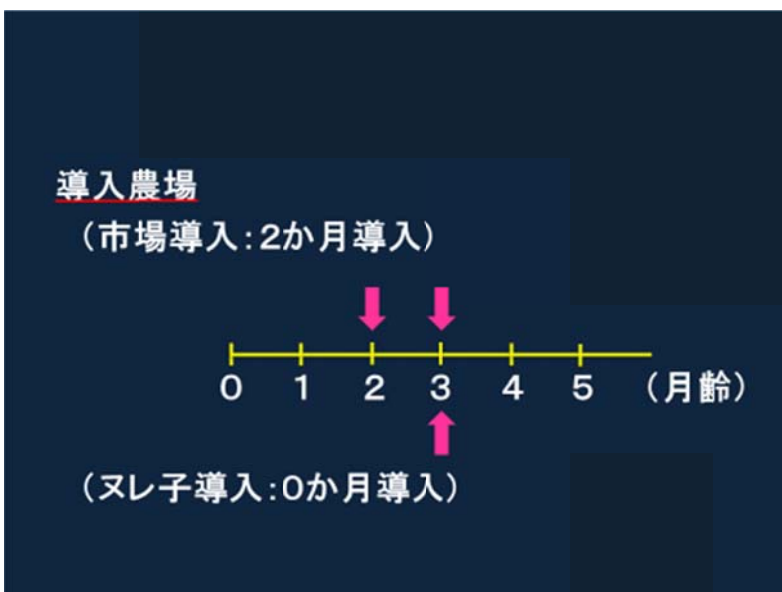 導入農場
（市場導入：２か月導入）
０ １ ２ ３ ４ ５ （月齢）
（ヌレ子導入：０か月導入）